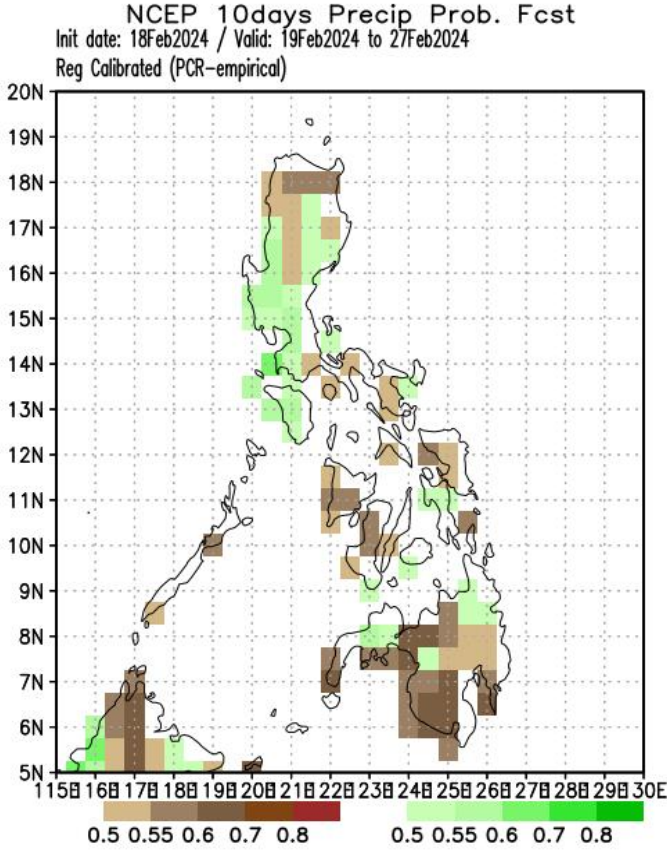 NCEP 10days Precip Prob. Fcst
Init date: 18Feb2024 / Valid: 19Feb2024 to 27Feb2024
Reg Calibrated (PCR-empirical)
20N
19N
18N
17N
16N
15N
14N
13N
12N
11N
10N
9N
8N
7N
6N
5N
115E 116E 117E 118E 119E 120E 121E 122E 123E 124E 125E 126E 127E 128E 129E 130E
0.5 0.55 0.6 0.7 0.8 0.5 0.55 0.6 0.7 0.8